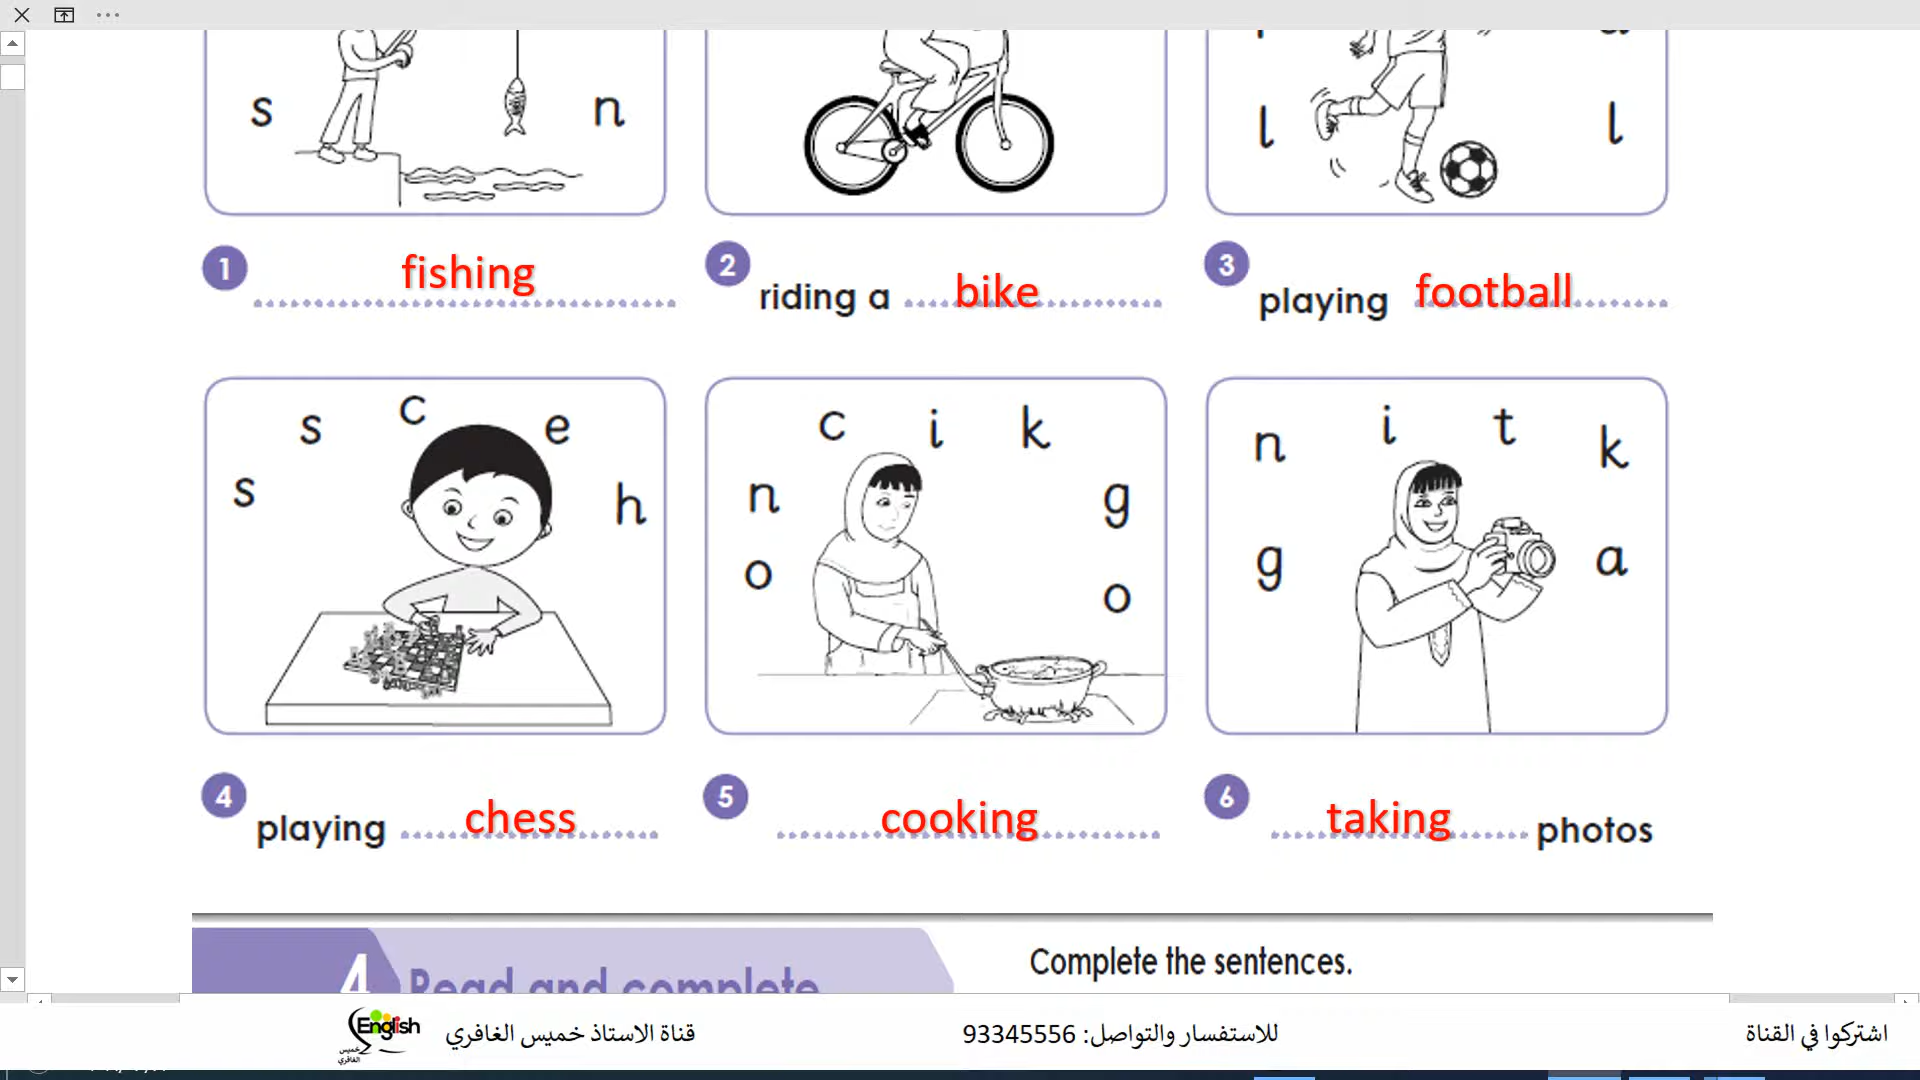 s n
l l
1 fishing
2 riding a bike
3 playing football
s s c e h
n o c i k g o
g n i t k a
4 playing chess
5 cooking
6 taking photos
4 Read and complete
Complete the sentences.
English قناة الاستاذ خميس الغافري
للاستفسار والتواصل: 93345556
اشتركوا في القناة